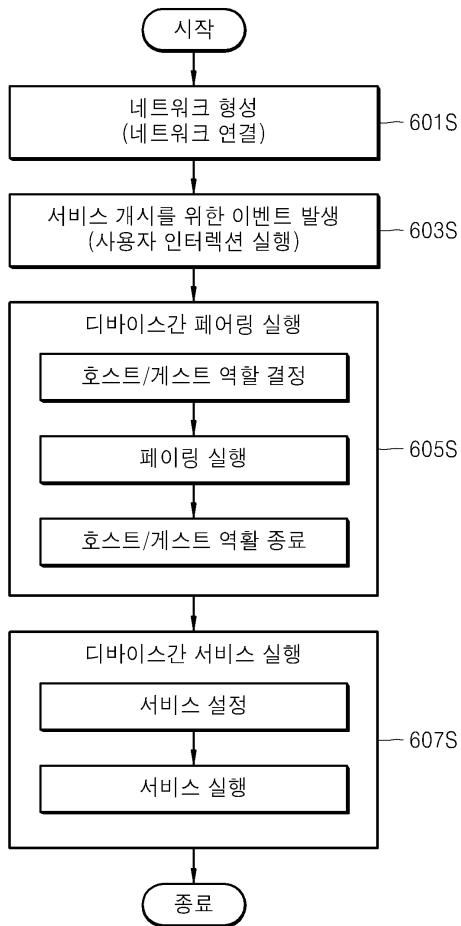 시작
네트워크 형성
(네트워크 연결)
601S
서비스 개시를 위한 이벤트 발생
(사용자 인터렉션 실행)
603S
디바이스간 페어링 실행
호스트/게스트 역할 결정
페이링 실행
호스트/게스트 역활 종료
605S
디바이스간 서비스 실행
서비스 설정
서비스 실행
607S
종료